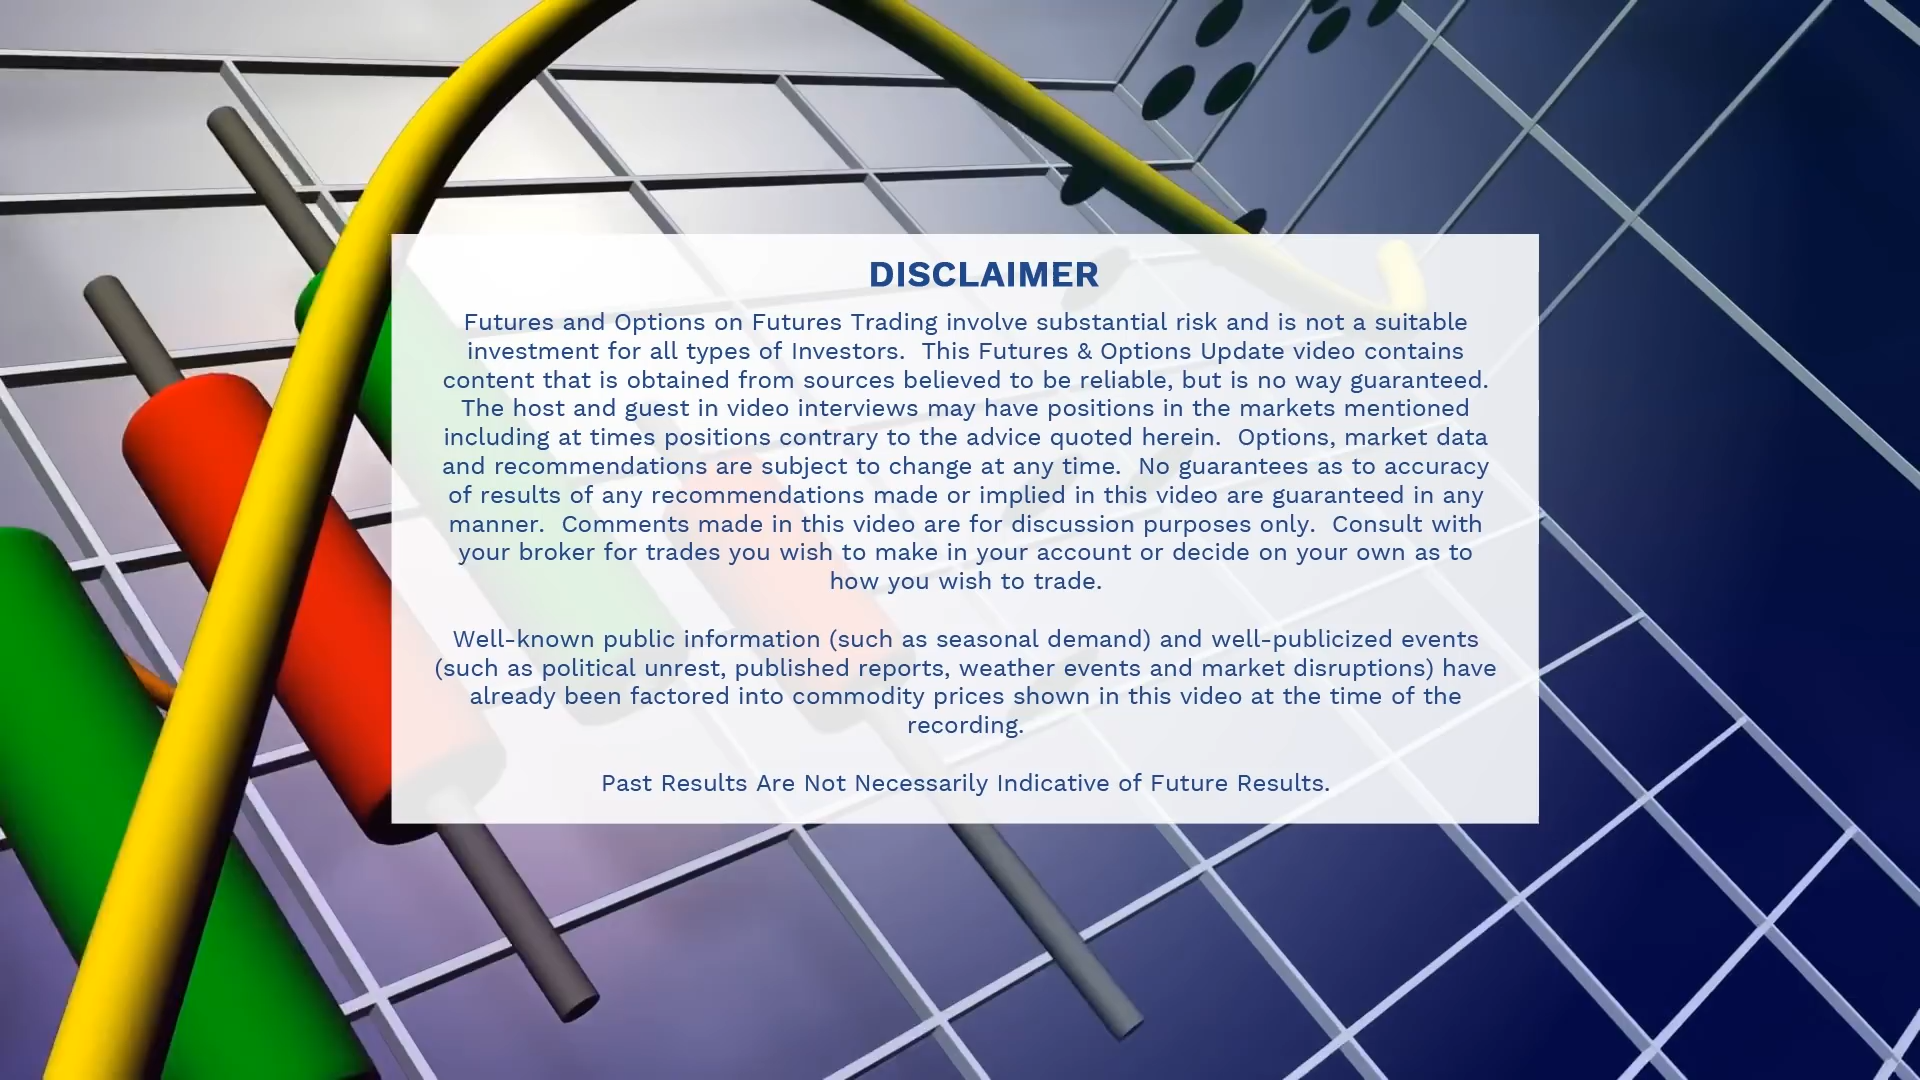 DISCLAIMER
Futures and Options on Futures Trading involve substantial risk and is not a suitable
investment for all types of Investors.  This Futures & Options Update video contains
content that is obtained from sources believed to be reliable, but is no way guaranteed.
The host and guest in video interviews may have positions in the markets mentioned
including at times positions contrary to the advice quoted herein.  Options, market data
and recommendations are subject to change at any time.  No guarantees as to accuracy
of results of any recommendations made or implied in this video are guaranteed in any
manner.  Comments made in this video are for discussion purposes only.  Consult with
your broker for trades you wish to make in your account or decide on your own as to
how you wish to trade.
Well-known public information (such as seasonal demand) and well-publicized events
(such as political unrest, published reports, weather events and market disruptions) have
already been factored into commodity prices shown in this video at the time of the
recording.
Past Results Are Not Necessarily Indicative of Future Results.